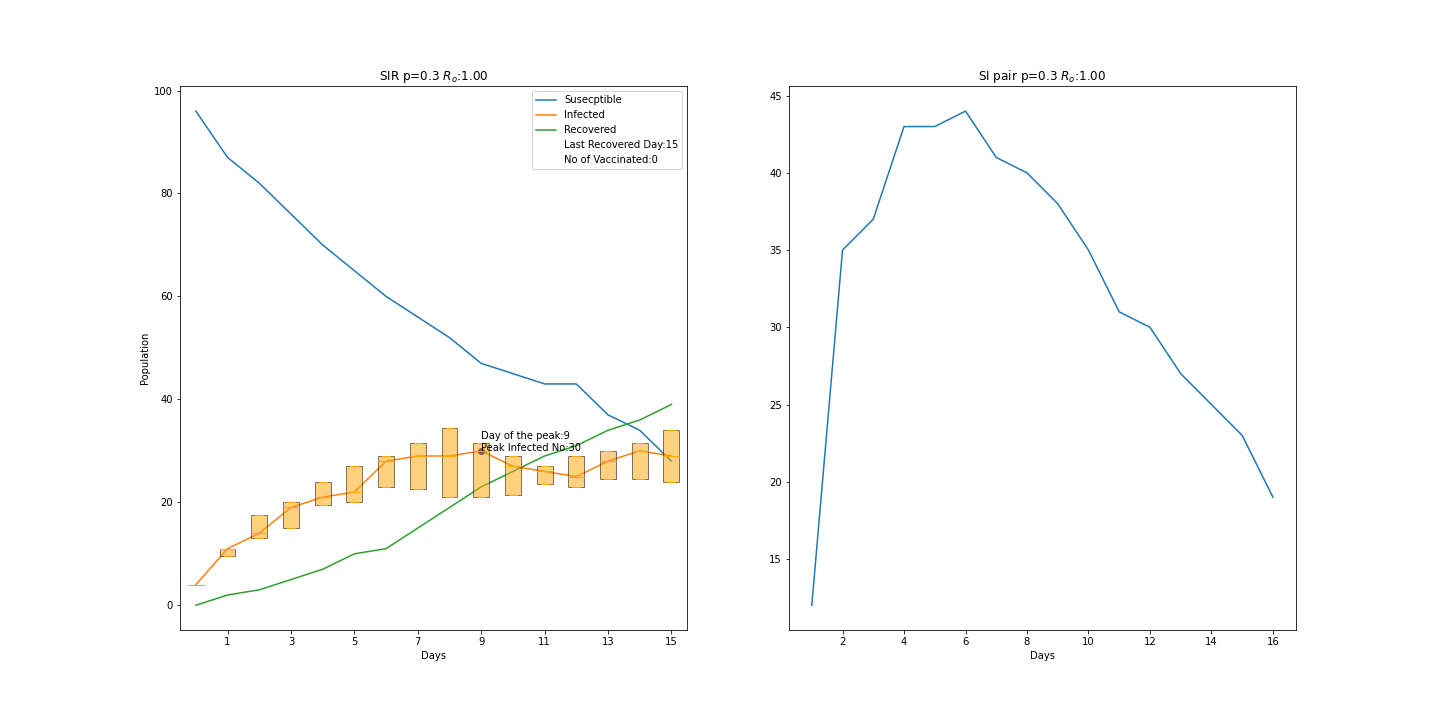 SIR p=0.3 Rₒ:1.00
100
80
60
40
20
0
Population
Susecptible
Infected
Recovered
Last Recovered Day:15
No of Vaccinated:0
Day of the peak:9
Peak Infected No:30
1 3 5 7 9 11 13 15
Days
SI pair p=0.3 Rₒ:1.00
45
40
35
30
25
20
15
2 4 6 8 10 12 14 16
Days